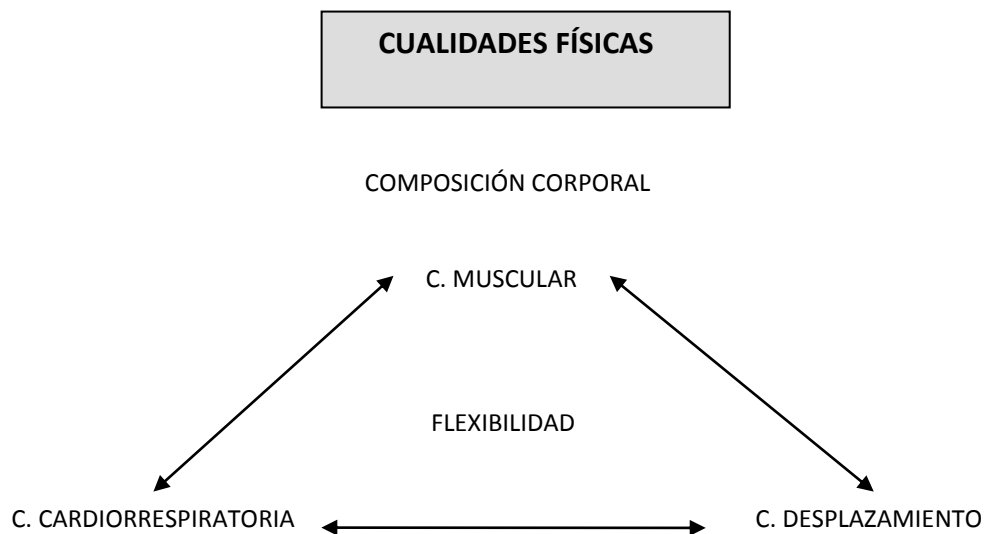 CUALIDADES FÍSICAS
COMPOSICIÓN CORPORAL
C. MUSCULAR
FLEXIBILIDAD
C. CARDIORRESPIRATORIA
C. DESPLAZAMIENTO